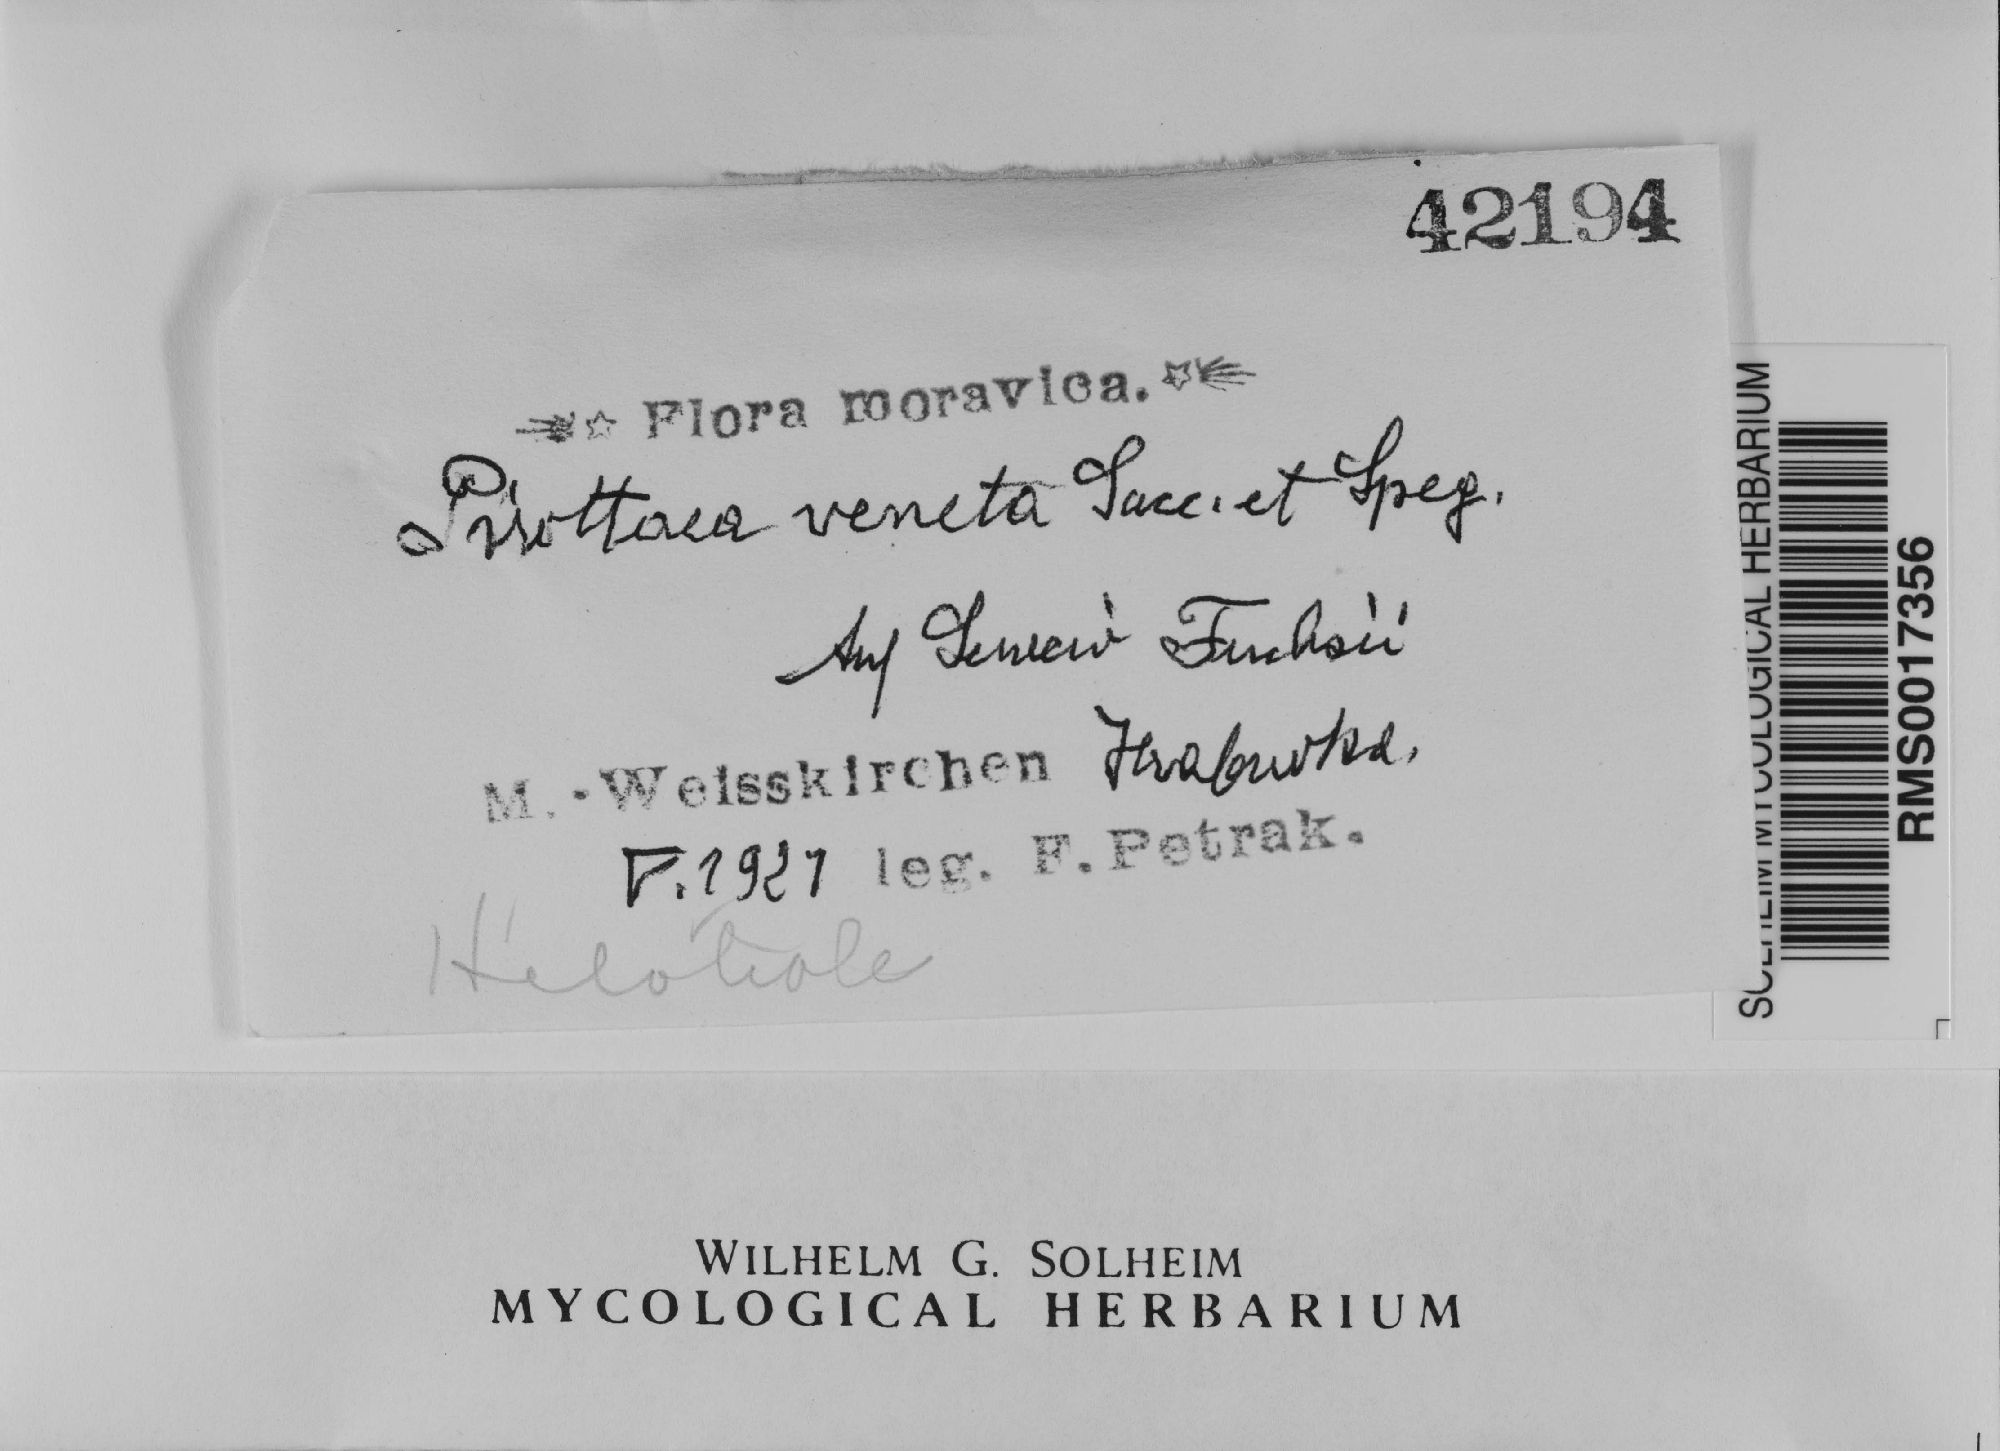 42194
Flora moravica.
Pirottaea veneta Sacc. et Speg.
Auf Senecio Fuchsii
M.-Weisskirchen Hrabuvka.
V. 1921 leg. F. Petrak.
Helotiale
SOLHEIM MYCOLOGICAL HERBARIUM
RMS0017356
WILHELM G. SOLHEIM
MYCOLOGICAL HERBARIUM